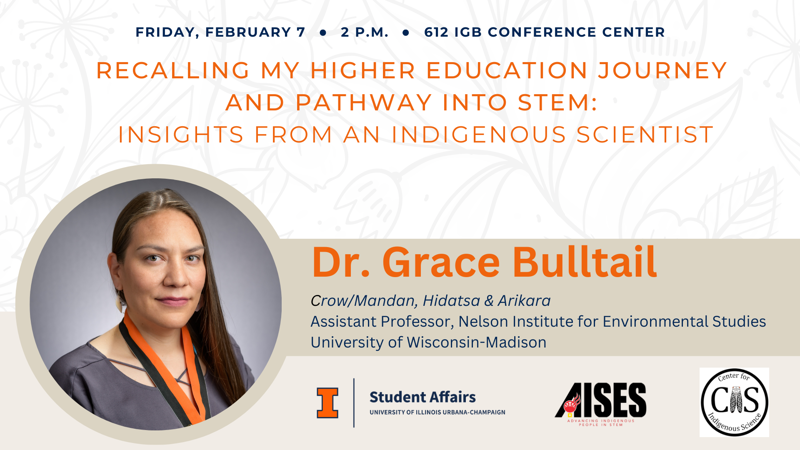 FRIDAY, FEBRUARY 7 • 2 P.M. • 612 IGB CONFERENCE CENTER
RECALLING MY HIGHER EDUCATION JOURNEY
AND PATHWAY INTO STEM:
INSIGHTS FROM AN INDIGENOUS SCIENTIST
Dr. Grace Bulltail
Crow/Mandan, Hidatsa & Arikara
Assistant Professor, Nelson Institute for Environmental Studies
University of Wisconsin-Madison
I
Student Affairs
UNIVERSITY OF ILLINOIS URBANA-CHAMPAIGN
AISES
ADVANCING INDIGENOUS
PEOPLE IN STEM
Center for
CIS
Indigenous Science